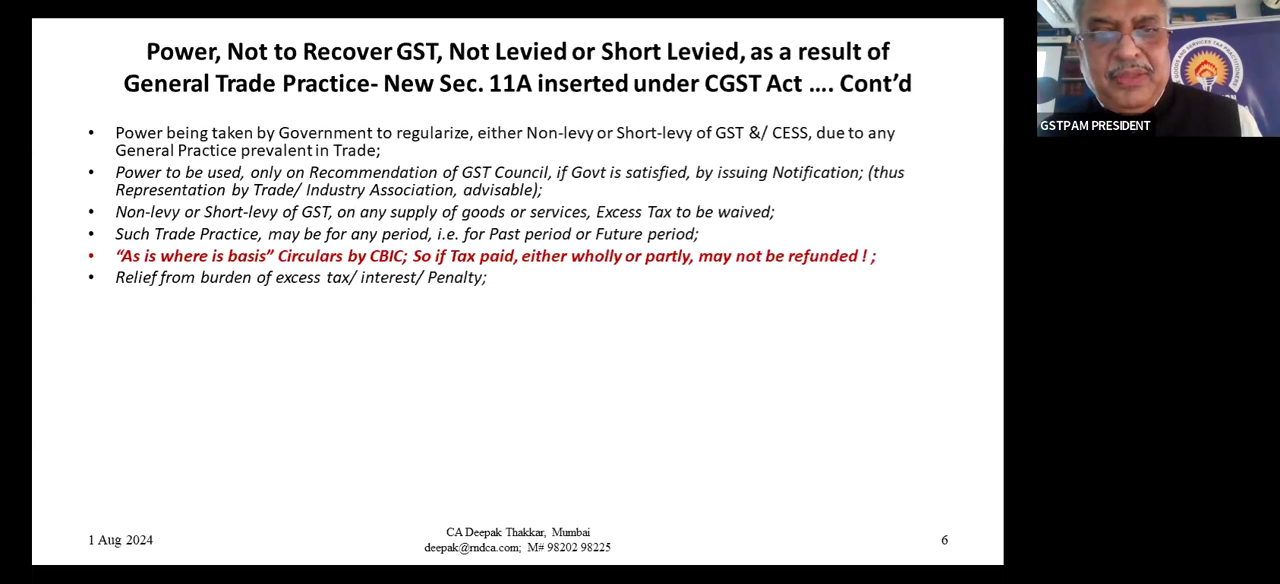 Power, Not to Recover GST, Not Levied or Short Levied, as a result of
General Trade Practice- New Sec. 11A inserted under CGST Act .... Cont'd
• Power being taken by Government to regularize, either Non-levy or Short-levy of GST &/ CESS, due to any
General Practice prevalent in Trade;
• Power to be used, only on Recommendation of GST Council, if Govt is satisfied, by issuing Notification; (thus
Representation by Trade/ Industry Association, advisable);
• Non-levy or Short-levy of GST, on any supply of goods or services, Excess Tax to be waived;
• Such Trade Practice, may be for any period, i.e. for Past period or Future period;
• “As is where is basis” Circulars by CBIC; So if Tax paid, either wholly or partly, may not be refunded ! ;
• Relief from burden of excess tax/ interest/ Penalty;
1 Aug 2024
CA Deepak Thakkar, Mumbai
deepak@rndca.com; M# 98202 98225
6
GSTPAM PRESIDENT